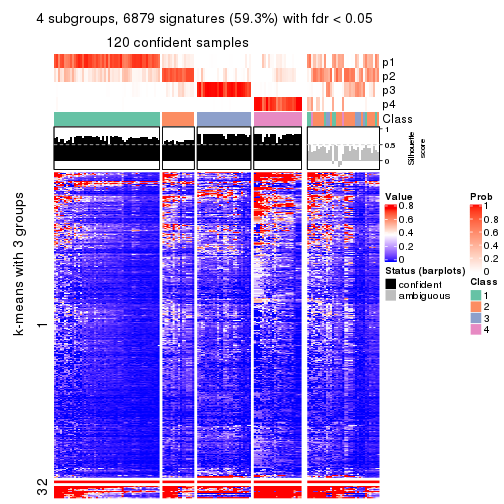 4 subgroups, 6879 signatures (59.3%) with fdr < 0.05
120 confident samples
p1
p2
p3
p4
Class
1
0.5
0
Silhouette
score
k-means with 3 groups
1
2
3
Value
0.8
0.6
0.4
0.2
0
Status (barplots)
confident
ambiguous
Prob
1
0.8
0.6
0.4
0.2
0
Class
1
2
3
4